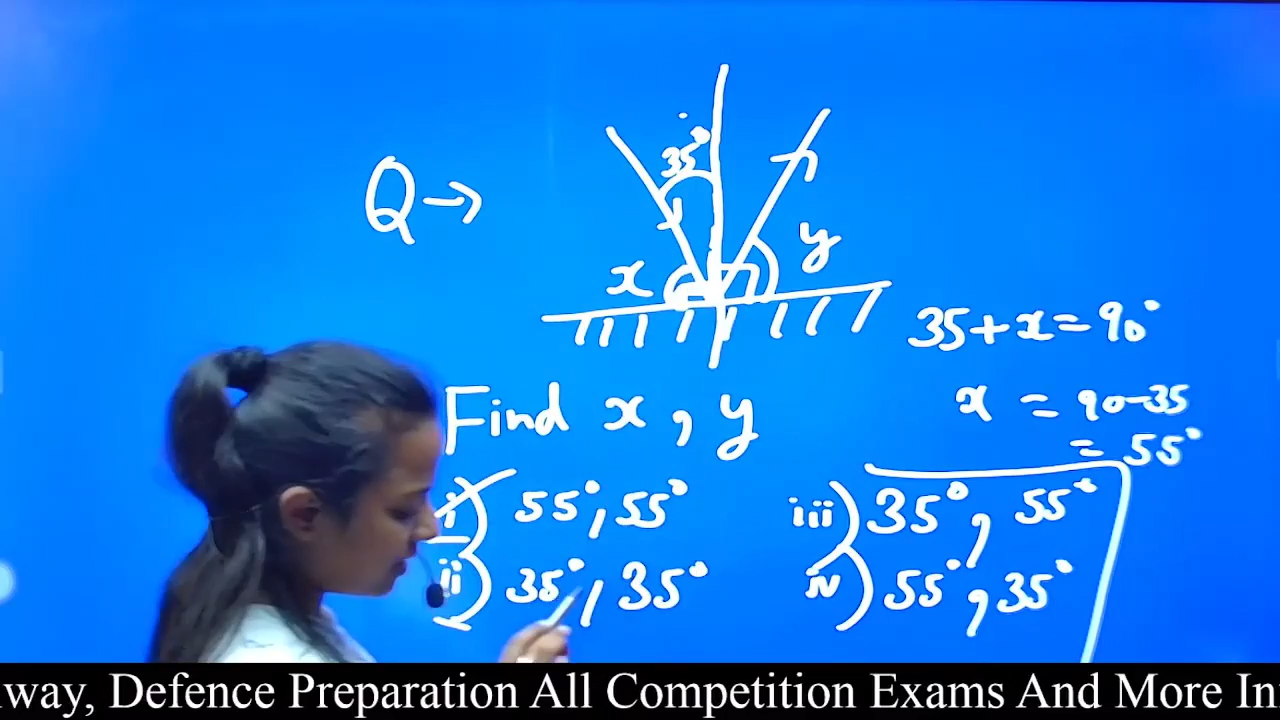 Q→
35°
x
y
35+x=90°
x = 90-35
= 55°
Find x, y
i) 55°, 55°
ii) 35°, 35°
iii) 35°, 55°
iv) 55°, 35°
way, Defence Preparation All Competition Exams And More In